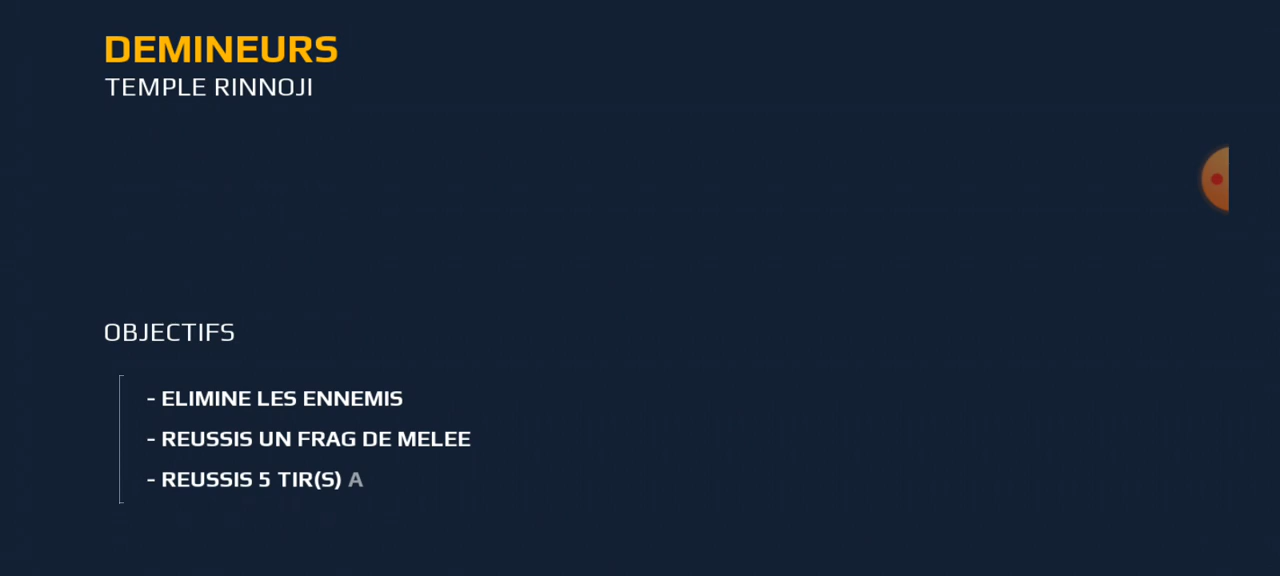 DEMINEURS
TEMPLE RINNOJI
OBJECTIFS
- ELIMINE LES ENNEMIS
- REUSSIS UN FRAG DE MELEE
- REUSSIS 5 TIR(S) A